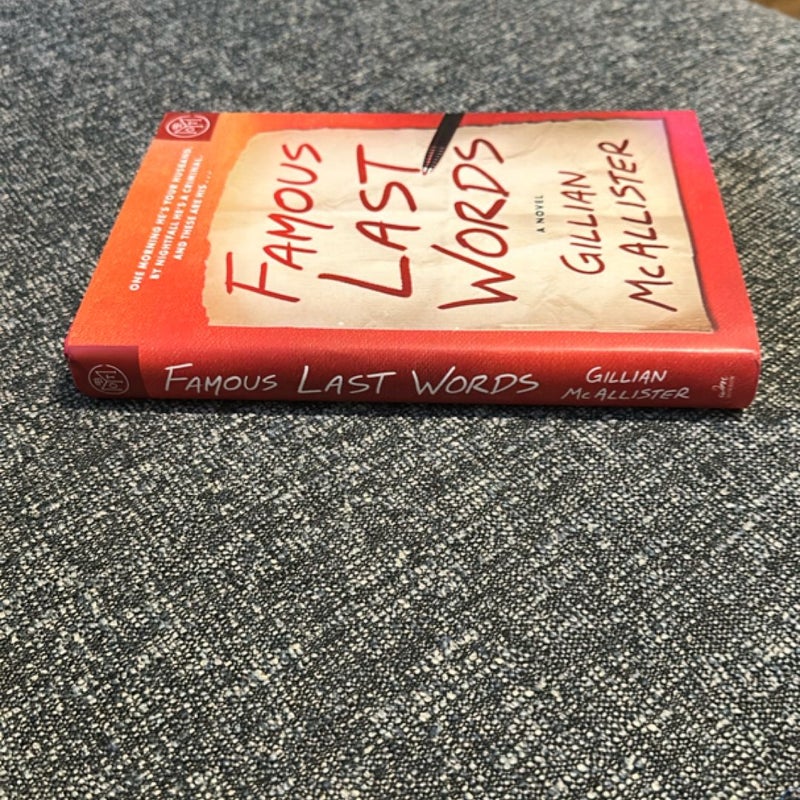 ONE MORNING HE'S YOUR HUSBAND.
BY NIGHTFALL HE'S A CRIMINAL.
AND THESE ARE HIS . . .
FAMOUS
LAST
WORDS
A NOVEL
GILLIAN
MCALLISTER
FAMOUS LAST WORDS
GILLIAN
MCALLISTER